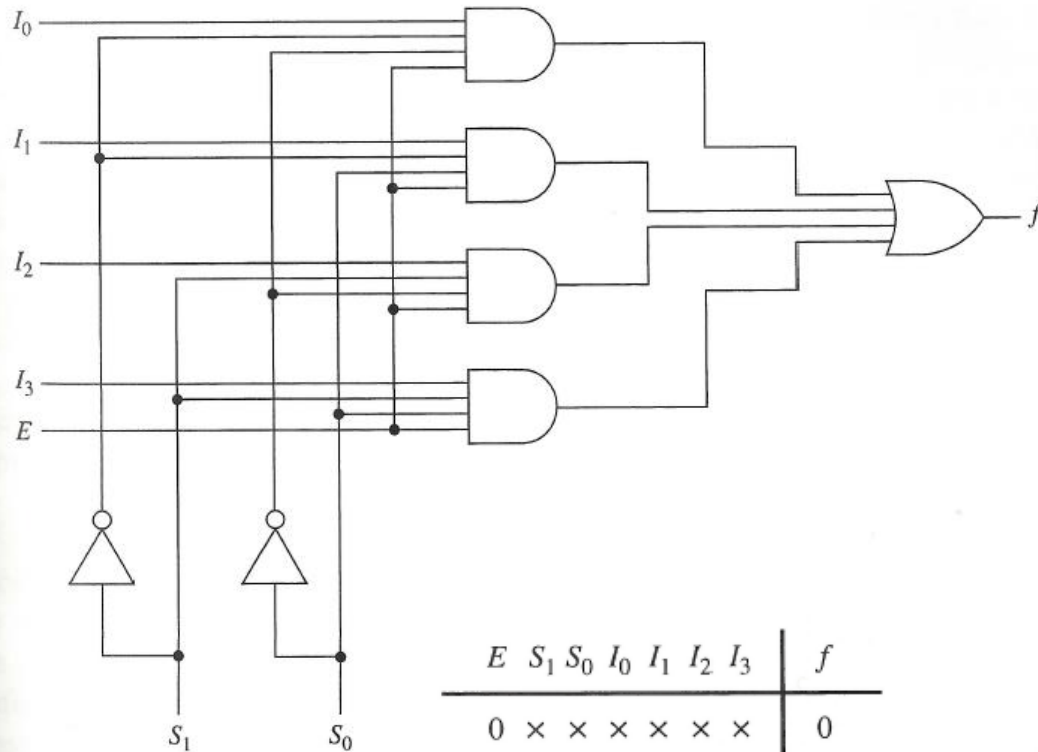 I₀
I₁
f
I₂
I₃
E
E S₁ S₀ I₀ I₁ I₂ I₃ f
0 × × × × × × 0
S₁ S₀